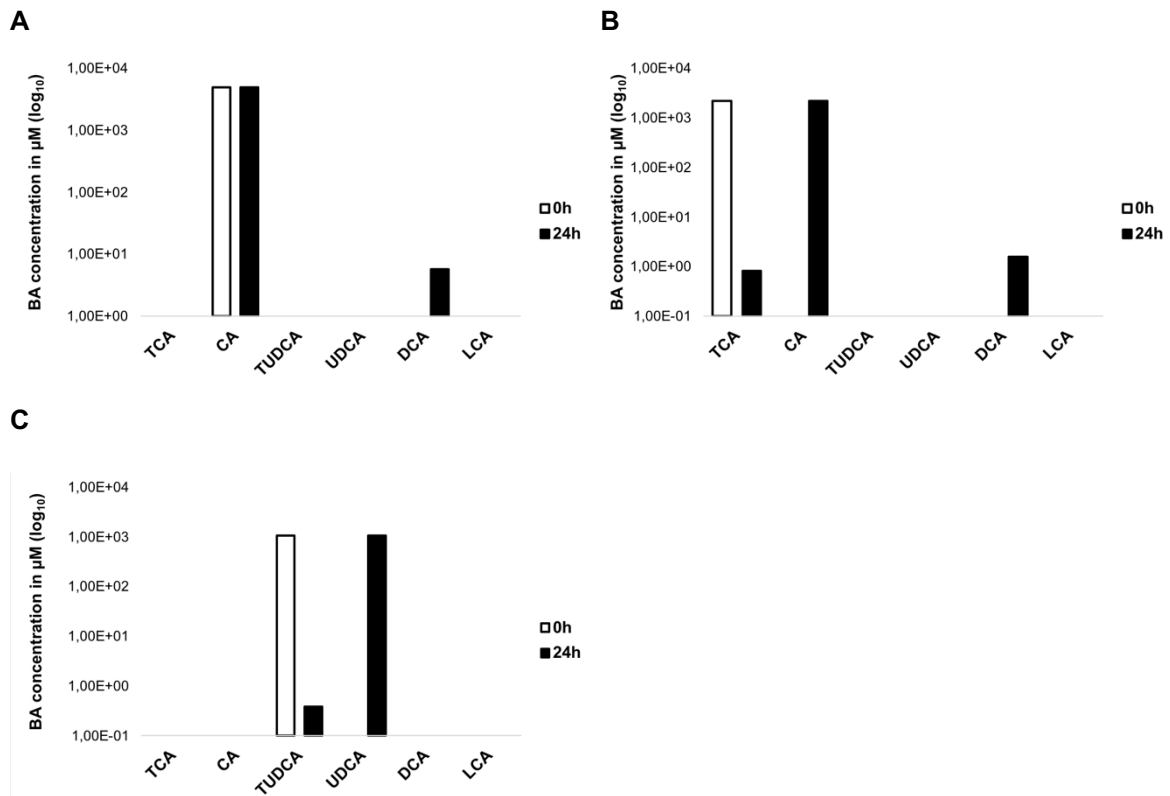 A
BA concentration in µM (log₁₀)
1,00E+04
1,00E+03
1,00E+02
1,00E+01
1,00E+00
TCA
CA
TUDCA
UDCA
DCA
LCA
0h
24h
B
BA concentration in µM (log₁₀)
1,00E+04
1,00E+03
1,00E+02
1,00E+01
1,00E+00
1,00E-01
TCA
CA
TUDCA
UDCA
DCA
LCA
0h
24h
C
BA concentration in µM (log₁₀)
1,00E+04
1,00E+03
1,00E+02
1,00E+01
1,00E+00
1,00E-01
TCA
CA
TUDCA
UDCA
DCA
LCA
0h
24h